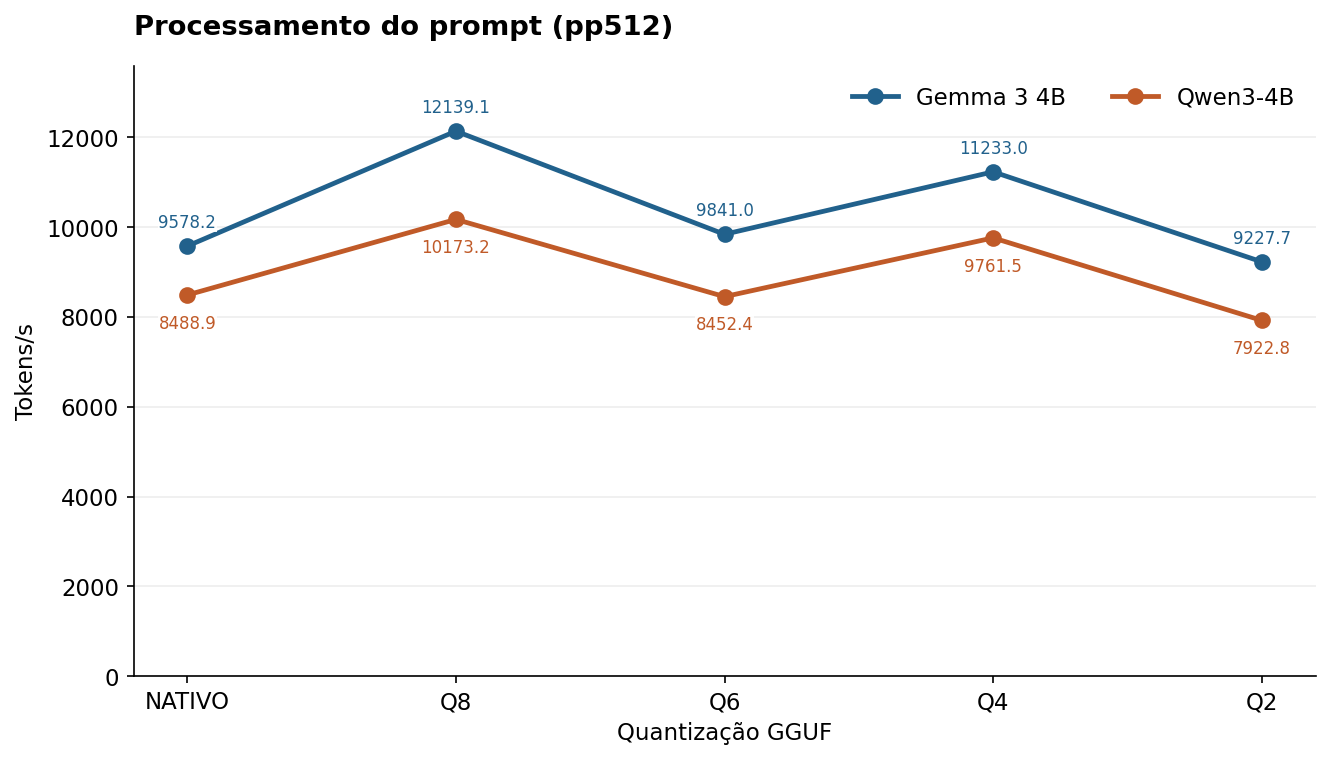 Processamento do prompt (pp512)
Gemma 3 4B
Qwen3-4B
12139.1
11233.0
9578.2
9841.0
9227.7
10173.2
9761.5
8488.9
8452.4
7922.8
12000
10000
8000
6000
4000
2000
0
Tokens/s
NATIVO
Q8
Q6
Q4
Q2
Quantização GGUF